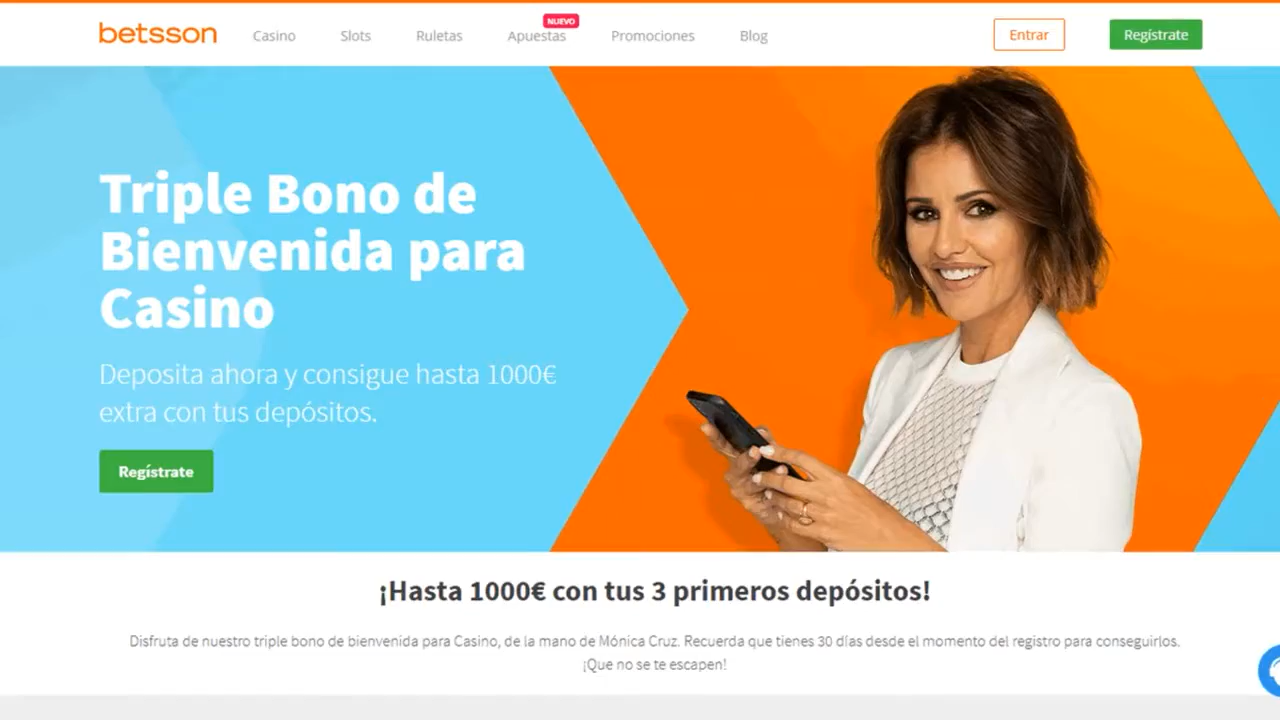 betsson
Casino
Slots
Ruletas
Apuestas
NUEVO
Promociones
Blog
Entrar
Regístrate
Triple Bono de
Bienvenida para
Casino
Deposita ahora y consigue hasta 1000€
extra con tus depósitos.
Regístrate
¡Hasta 1000€ con tus 3 primeros depósitos!
Disfruta de nuestro triple bono de bienvenida para Casino, de la mano de Mónica Cruz. Recuerda que tienes 30 días desde el momento del registro para conseguirlos.
¡Que no se te escapen!